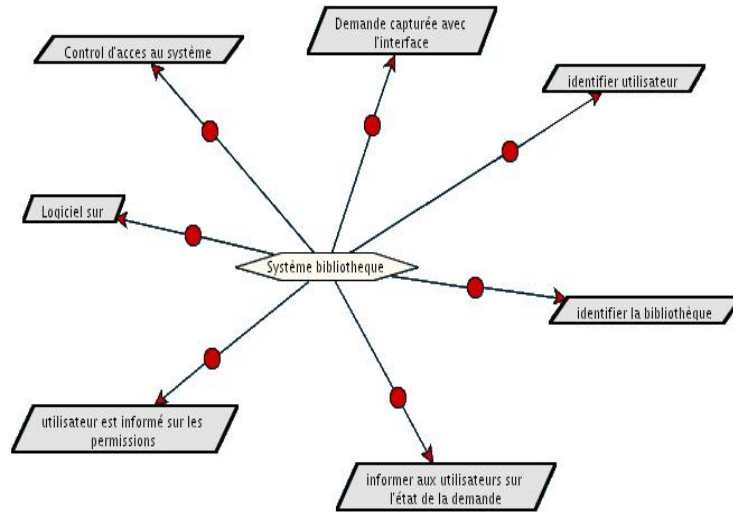 Demande capturée avec
l'interface
Control d'acces au système
identifier utilisateur
Logiciel sur
Système bibliotheque
identifier la bibliothèque
utilisateur est informé sur les
permissions
informer aux utilisateurs sur
l'état de la demande